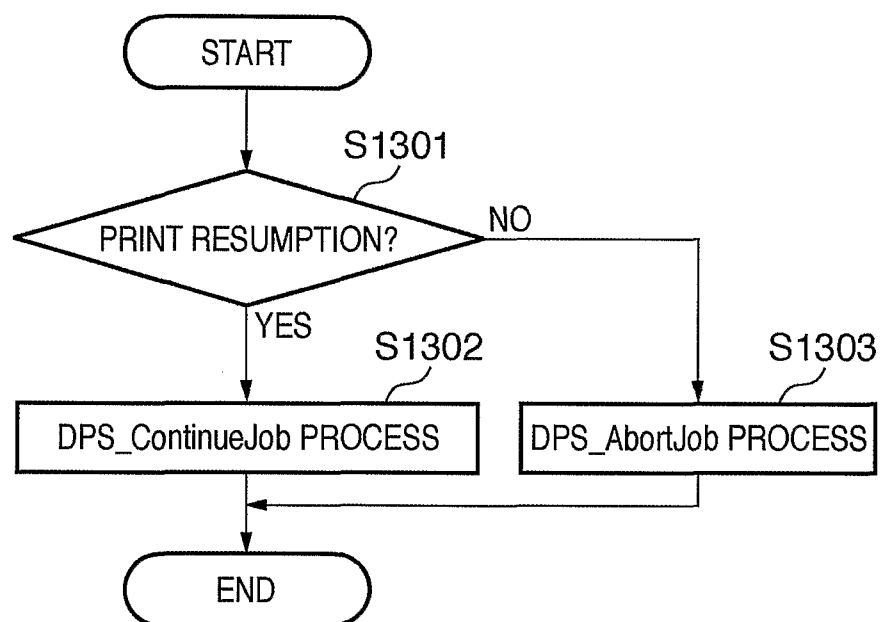 START
S1301
PRINT RESUMPTION?
NO
YES
S1302
S1303
DPS_ContinueJob PROCESS
DPS_AbortJob PROCESS
END